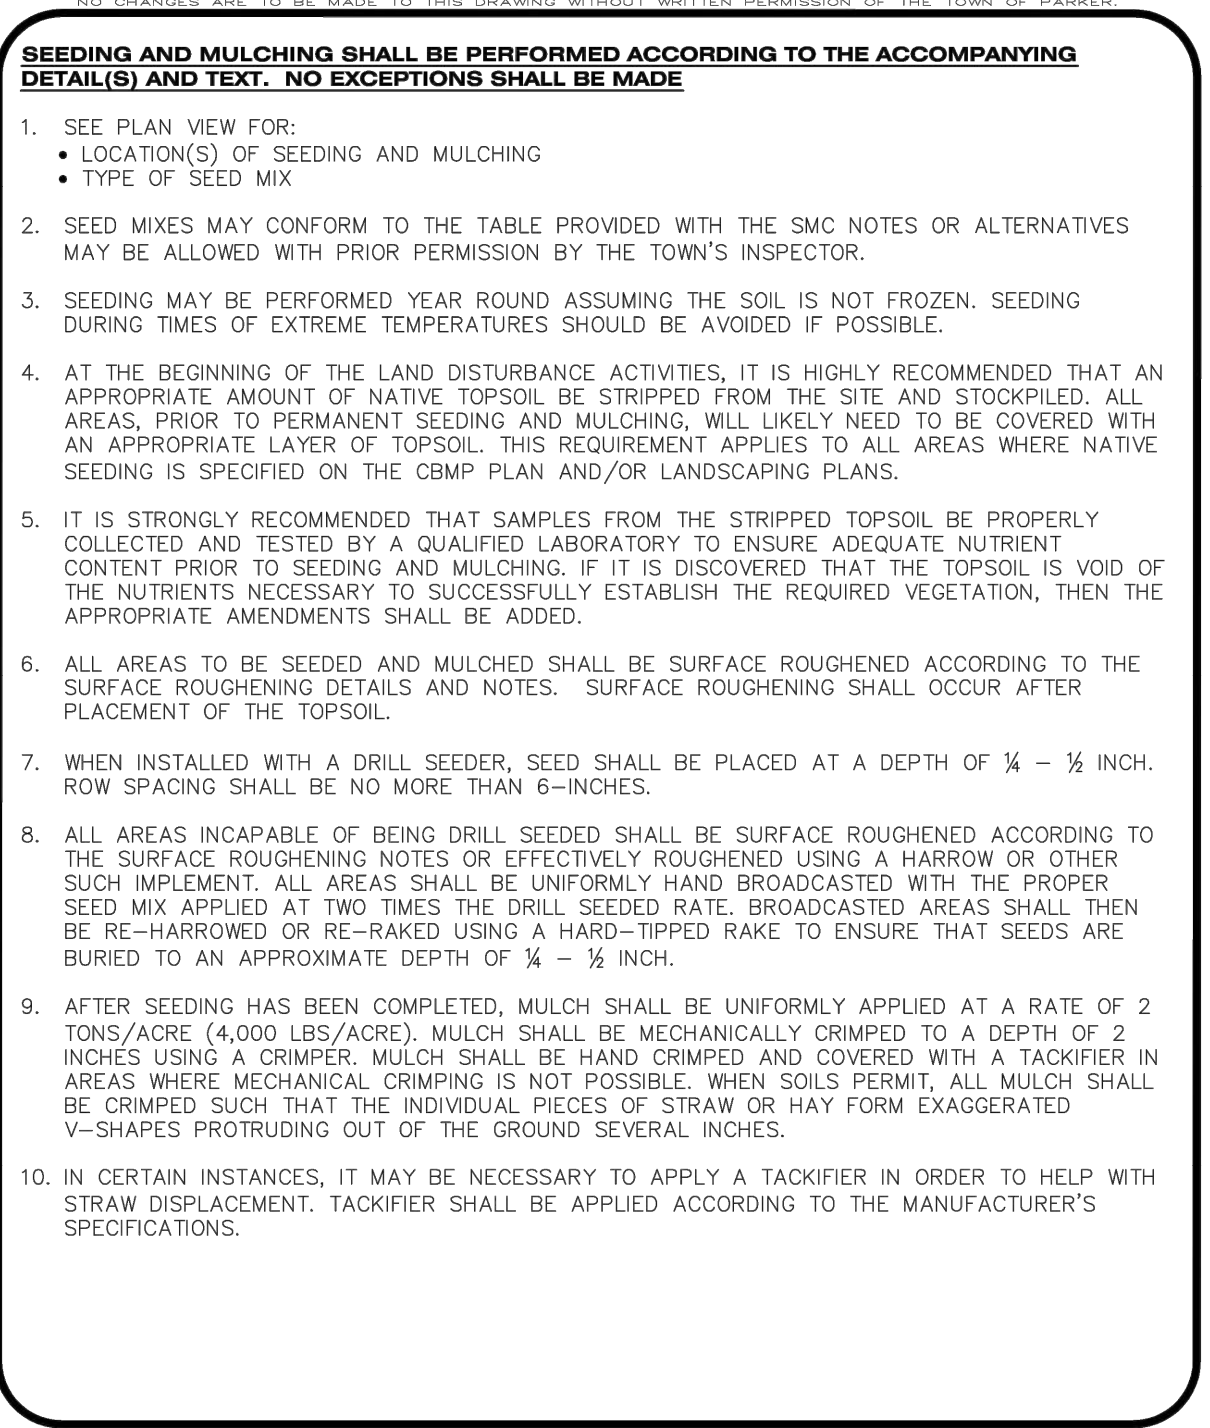 NO CHANGES ARE TO BE MADE TO THIS DRAWING WITHOUT WRITTEN PERMISSION OF THE TOWN OF PARKER.
SEEDING AND MULCHING SHALL BE PERFORMED ACCORDING TO THE ACCOMPANYING
DETAIL(S) AND TEXT. NO EXCEPTIONS SHALL BE MADE
1. SEE PLAN VIEW FOR:
• LOCATION(S) OF SEEDING AND MULCHING
• TYPE OF SEED MIX
2. SEED MIXES MAY CONFORM TO THE TABLE PROVIDED WITH THE SMC NOTES OR ALTERNATIVES
MAY BE ALLOWED WITH PRIOR PERMISSION BY THE TOWN'S INSPECTOR.
3. SEEDING MAY BE PERFORMED YEAR ROUND ASSUMING THE SOIL IS NOT FROZEN. SEEDING
DURING TIMES OF EXTREME TEMPERATURES SHOULD BE AVOIDED IF POSSIBLE.
4. AT THE BEGINNING OF THE LAND DISTURBANCE ACTIVITIES, IT IS HIGHLY RECOMMENDED THAT AN
APPROPRIATE AMOUNT OF NATIVE TOPSOIL BE STRIPPED FROM THE SITE AND STOCKPILED. ALL
AREAS, PRIOR TO PERMANENT SEEDING AND MULCHING, WILL LIKELY NEED TO BE COVERED WITH
AN APPROPRIATE LAYER OF TOPSOIL. THIS REQUIREMENT APPLIES TO ALL AREAS WHERE NATIVE
SEEDING IS SPECIFIED ON THE CBMP PLAN AND/OR LANDSCAPING PLANS.
5. IT IS STRONGLY RECOMMENDED THAT SAMPLES FROM THE STRIPPED TOPSOIL BE PROPERLY
COLLECTED AND TESTED BY A QUALIFIED LABORATORY TO ENSURE ADEQUATE NUTRIENT
CONTENT PRIOR TO SEEDING AND MULCHING. IF IT IS DISCOVERED THAT THE TOPSOIL IS VOID OF
THE NUTRIENTS NECESSARY TO SUCCESSFULLY ESTABLISH THE REQUIRED VEGETATION, THEN THE
APPROPRIATE AMENDMENTS SHALL BE ADDED.
6. ALL AREAS TO BE SEEDED AND MULCHED SHALL BE SURFACE ROUGHENED ACCORDING TO THE
SURFACE ROUGHENING DETAILS AND NOTES. SURFACE ROUGHENING SHALL OCCUR AFTER
PLACEMENT OF THE TOPSOIL.
7. WHEN INSTALLED WITH A DRILL SEEDER, SEED SHALL BE PLACED AT A DEPTH OF ¼ – ½ INCH.
ROW SPACING SHALL BE NO MORE THAN 6–INCHES.
8. ALL AREAS INCAPABLE OF BEING DRILL SEEDED SHALL BE SURFACE ROUGHENED ACCORDING TO
THE SURFACE ROUGHENING NOTES OR EFFECTIVELY ROUGHENED USING A HARROW OR OTHER
SUCH IMPLEMENT. ALL AREAS SHALL BE UNIFORMLY HAND BROADCASTED WITH THE PROPER
SEED MIX APPLIED AT TWO TIMES THE DRILL SEEDED RATE. BROADCASTED AREAS SHALL THEN
BE RE–HARROWED OR RE–RAKED USING A HARD–TIPPED RAKE TO ENSURE THAT SEEDS ARE
BURIED TO AN APPROXIMATE DEPTH OF ¼ – ½ INCH.
9. AFTER SEEDING HAS BEEN COMPLETED, MULCH SHALL BE UNIFORMLY APPLIED AT A RATE OF 2
TONS/ACRE (4,000 LBS/ACRE). MULCH SHALL BE MECHANICALLY CRIMPED TO A DEPTH OF 2
INCHES USING A CRIMPER. MULCH SHALL BE HAND CRIMPED AND COVERED WITH A TACKIFIER IN
AREAS WHERE MECHANICAL CRIMPING IS NOT POSSIBLE. WHEN SOILS PERMIT, ALL MULCH SHALL
BE CRIMPED SUCH THAT THE INDIVIDUAL PIECES OF STRAW OR HAY FORM EXAGGERATED
V–SHAPES PROTRUDING OUT OF THE GROUND SEVERAL INCHES.
10. IN CERTAIN INSTANCES, IT MAY BE NECESSARY TO APPLY A TACKIFIER IN ORDER TO HELP WITH
STRAW DISPLACEMENT. TACKIFIER SHALL BE APPLIED ACCORDING TO THE MANUFACTURER'S
SPECIFICATIONS.